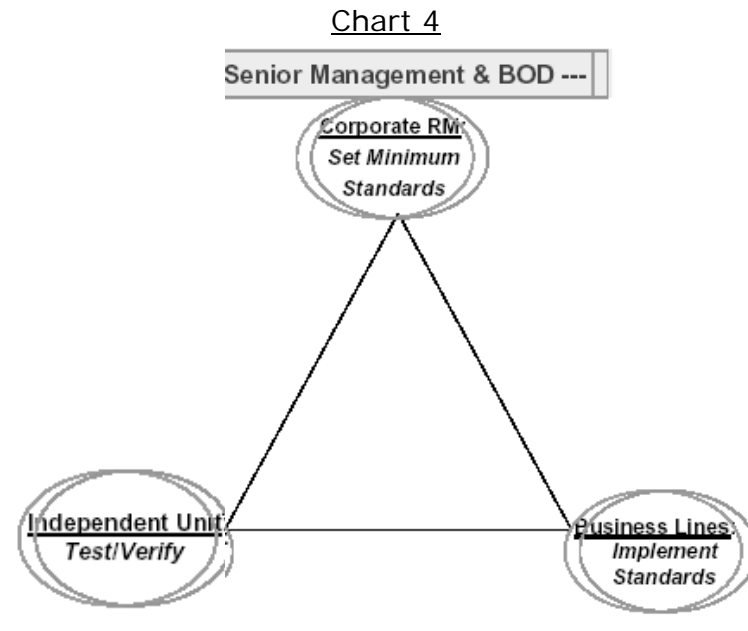 Chart 4
Senior Management & BOD ---
Corporate RM:
Set Minimum
Standards
Independent Unit
Test/Verify
Business Lines:
Implement
Standards